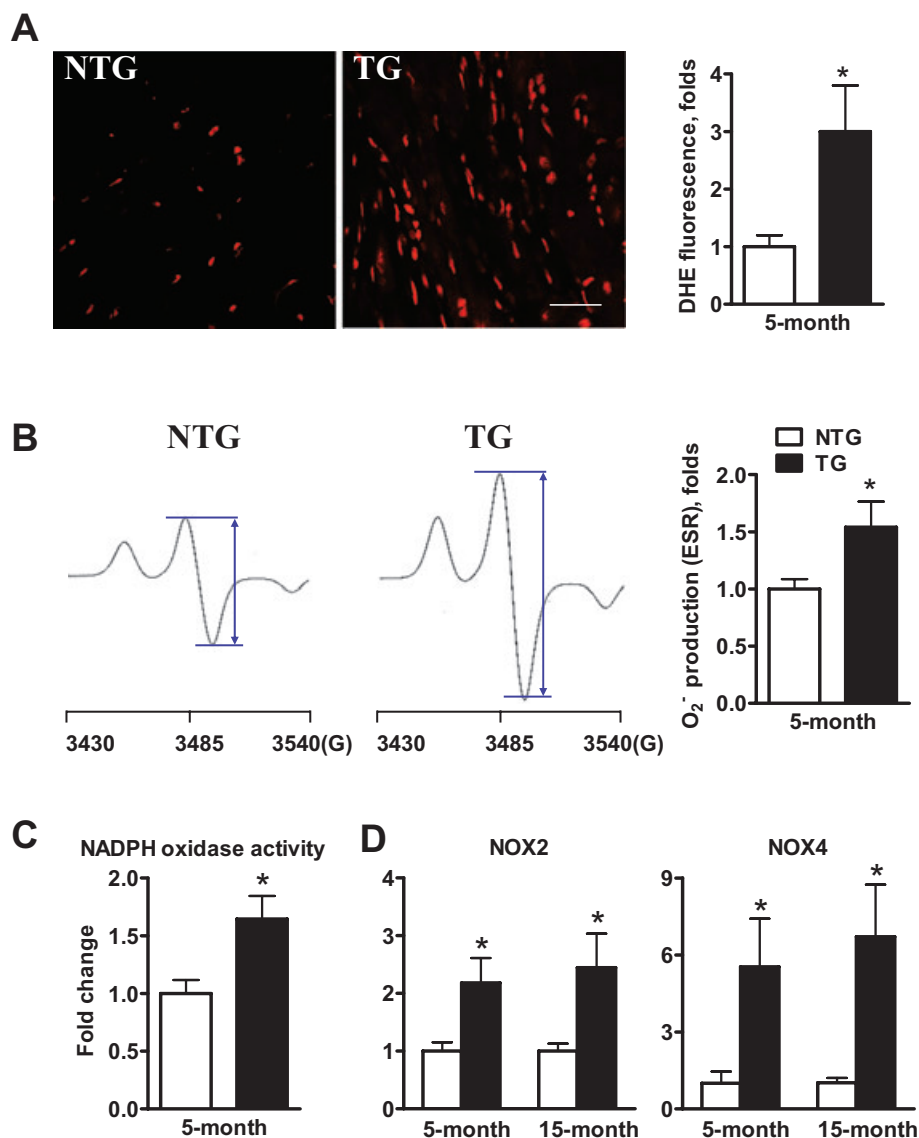 A
NTG
TG
DHE fluorescence, folds
4
3
2
1
0
*
5-month
B
NTG
TG
3430 3485 3540(G)
3430 3485 3540(G)
NTG
TG
O₂⁻ production (ESR), folds
2.0
1.5
1.0
0.5
0.0
*
5-month
C
NADPH oxidase activity
Fold change
2.0
1.5
1.0
0.5
0.0
*
5-month
D
NOX2
4
3
2
1
0
* *
5-month 15-month
NOX4
9
6
3
0
* *
5-month 15-month